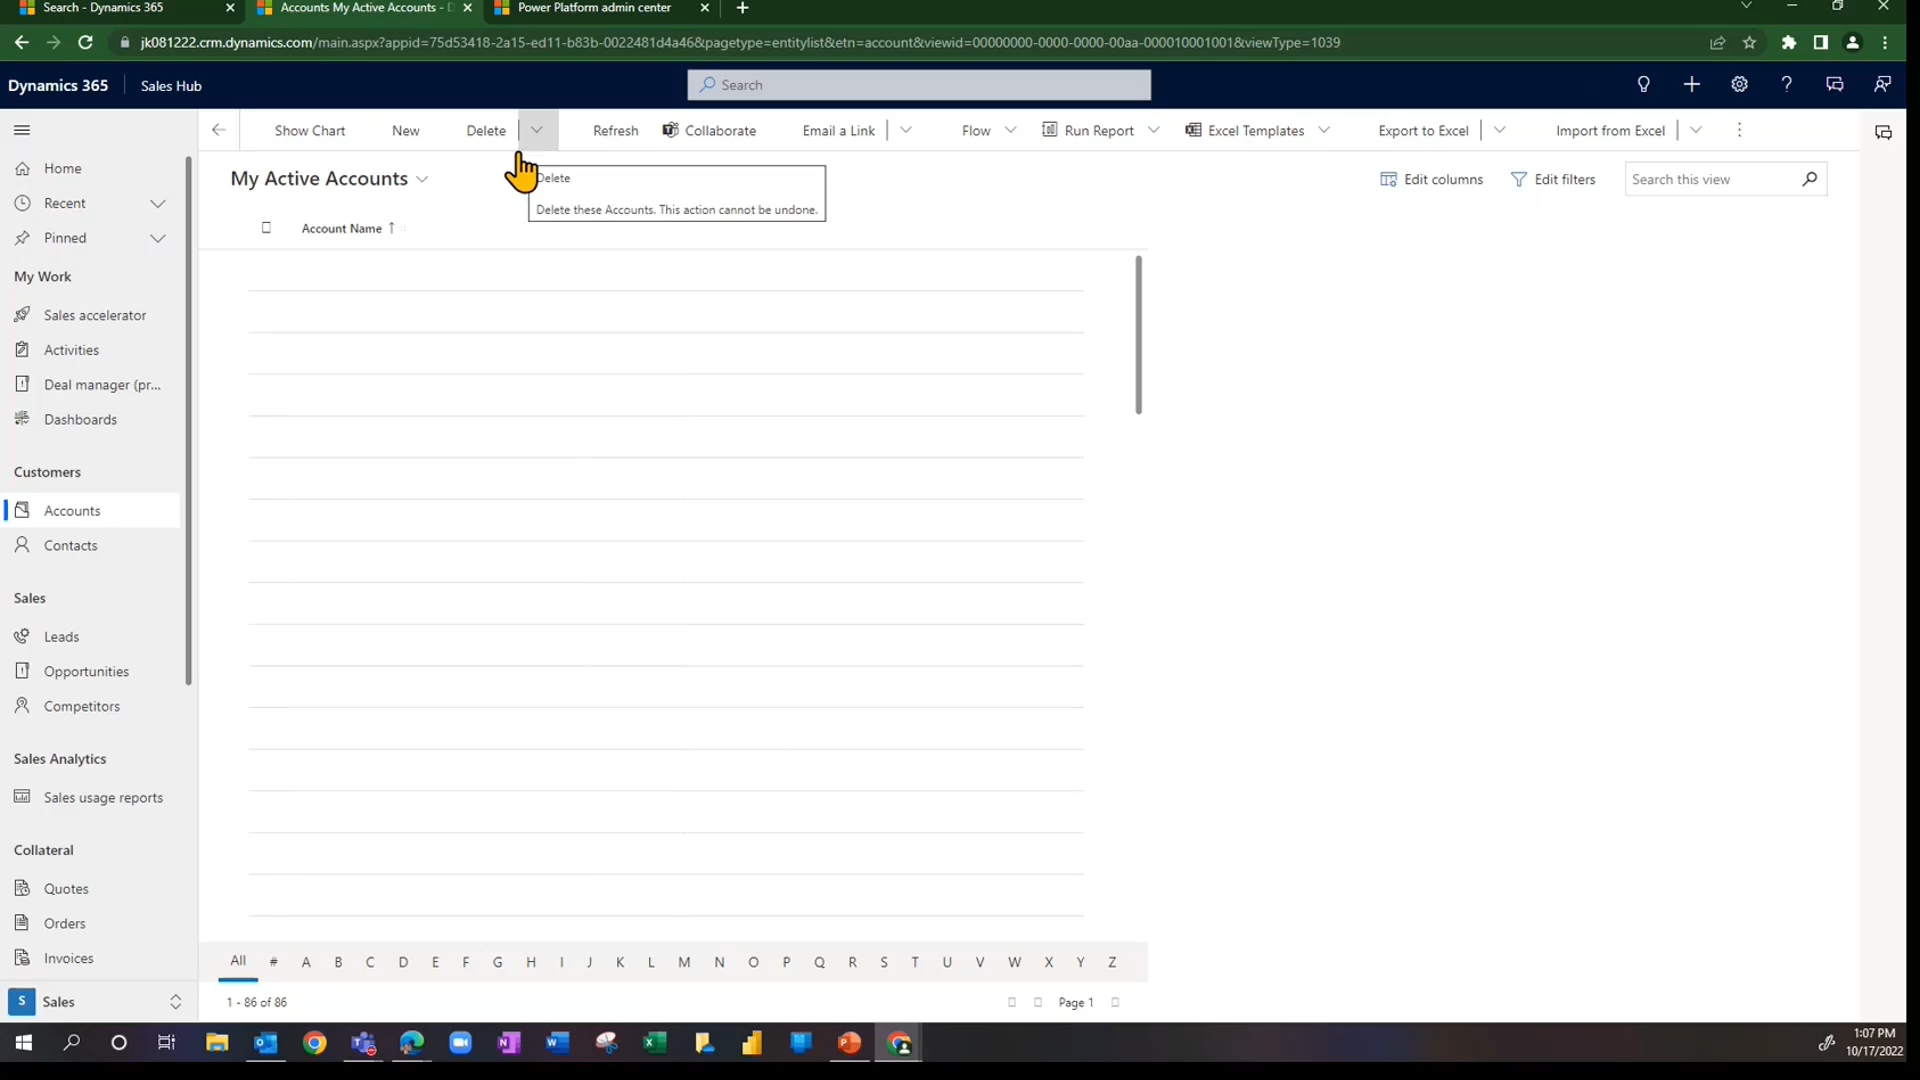 Search - Dynamics 365
Accounts My Active Accounts - D
Power Platform admin center
jk081222.crm.dynamics.com/main.aspx?appid=75d53418-2a15-ed11-b83b-0022481d4a46&pagetype=entitylist&etn=account&viewid=00000000-0000-0000-00aa-000010001001&viewType=1039
Dynamics 365
Sales Hub
Search
Show Chart
New
Delete
Refresh
Collaborate
Email a Link
Flow
Run Report
Excel Templates
Export to Excel
Import from Excel
Home
Recent
Pinned
My Work
Sales accelerator
Activities
Deal manager (pr...
Dashboards
Customers
Accounts
Contacts
Sales
Leads
Opportunities
Competitors
Sales Analytics
Sales usage reports
Collateral
Quotes
Orders
Invoices
S
Sales
My Active Accounts
Delete
Delete these Accounts. This action cannot be undone.
Edit columns
Edit filters
Search this view
Account Name ↑
All # A B C D E F G H I J K L M N O P Q R S T U V W X Y Z
1 - 86 of 86
Page 1
1:07 PM
10/17/2022